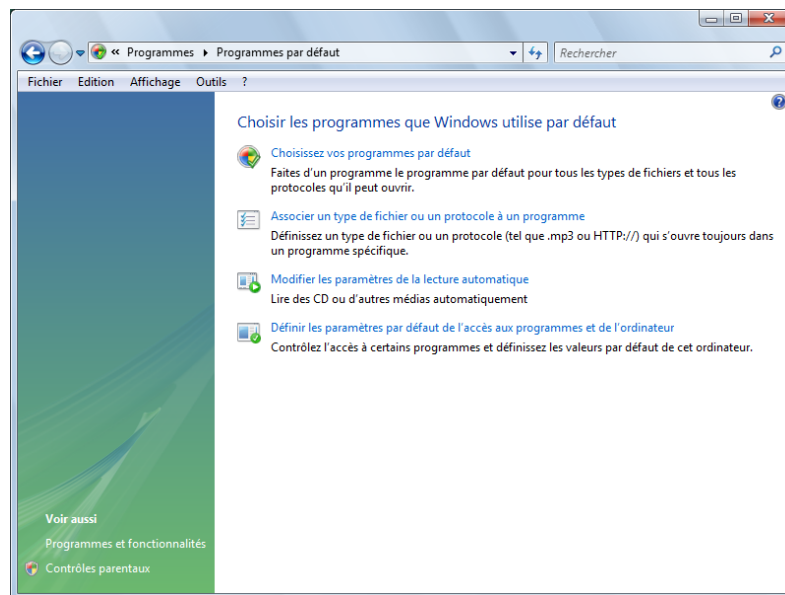 « Programmes ▸ Programmes par défaut
Rechercher
Fichier Edition Affichage Outils ?
Choisir les programmes que Windows utilise par défaut
Choisissez vos programmes par défaut
Faites d'un programme le programme par défaut pour tous les types de fichiers et tous les
protocoles qu'il peut ouvrir.
Associer un type de fichier ou un protocole à un programme
Définissez un type de fichier ou un protocole (tel que .mp3 ou HTTP://) qui s'ouvre toujours dans
un programme spécifique.
Modifier les paramètres de la lecture automatique
Lire des CD ou d'autres médias automatiquement
Définir les paramètres par défaut de l'accès aux programmes et de l'ordinateur
Contrôlez l'accès à certains programmes et définissez les valeurs par défaut de cet ordinateur.
Voir aussi
Programmes et fonctionnalités
Contrôles parentaux